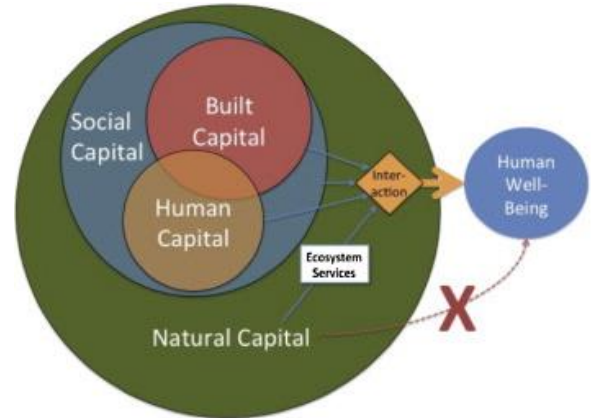 Social
Capital
Built
Capital
Human
Capital
Inter-
action
Human
Well-
Being
Ecosystem
Services
Natural Capital
X